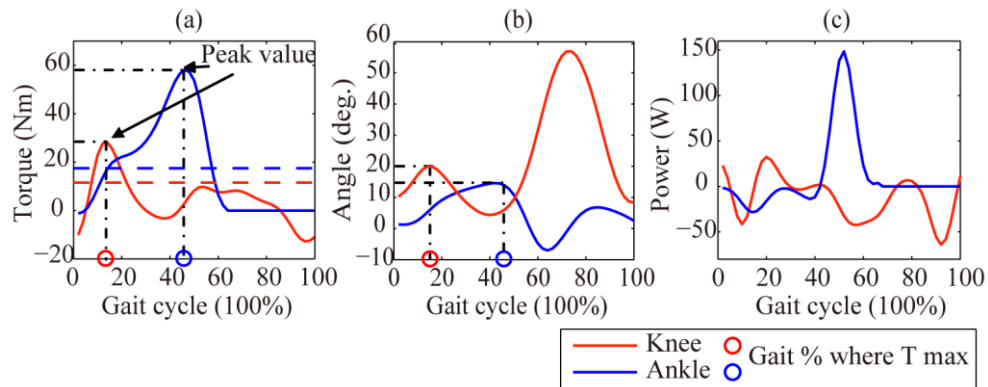 (a)
Peak value
Torque (Nm)
60
40
20
0
−20
0 20 40 60 80 100
Gait cycle (100%)
(b)
Angle (deg.)
60
50
40
30
20
10
0
−10
0 20 40 60 80 100
Gait cycle (100%)
(c)
Power (W)
150
100
50
0
−50
0 20 40 60 80 100
Gait cycle (100%)
Knee
Ankle
Gait % where T max